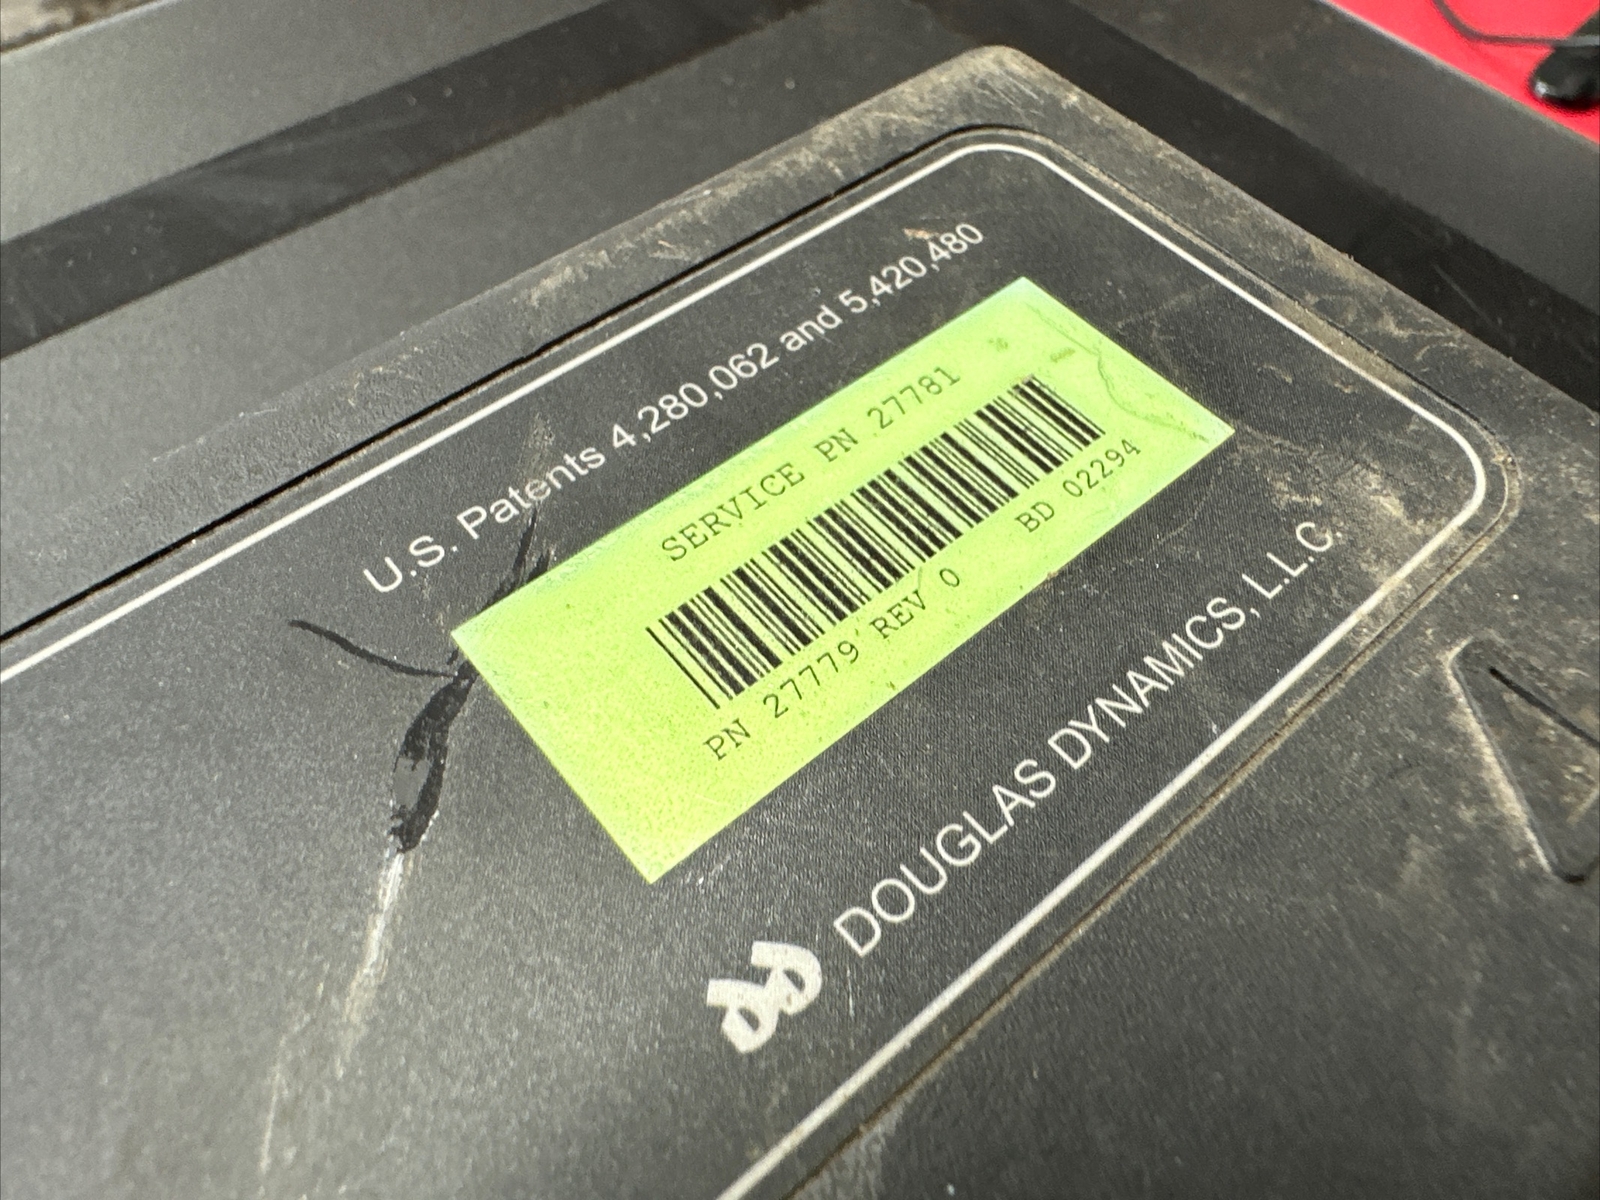 U.S. Patents 4,280,062 and 5,420,480
SERVICE PN 27781
PN 27779 REV 0
BD 02294
DOUGLAS DYNAMICS, L.L.C.